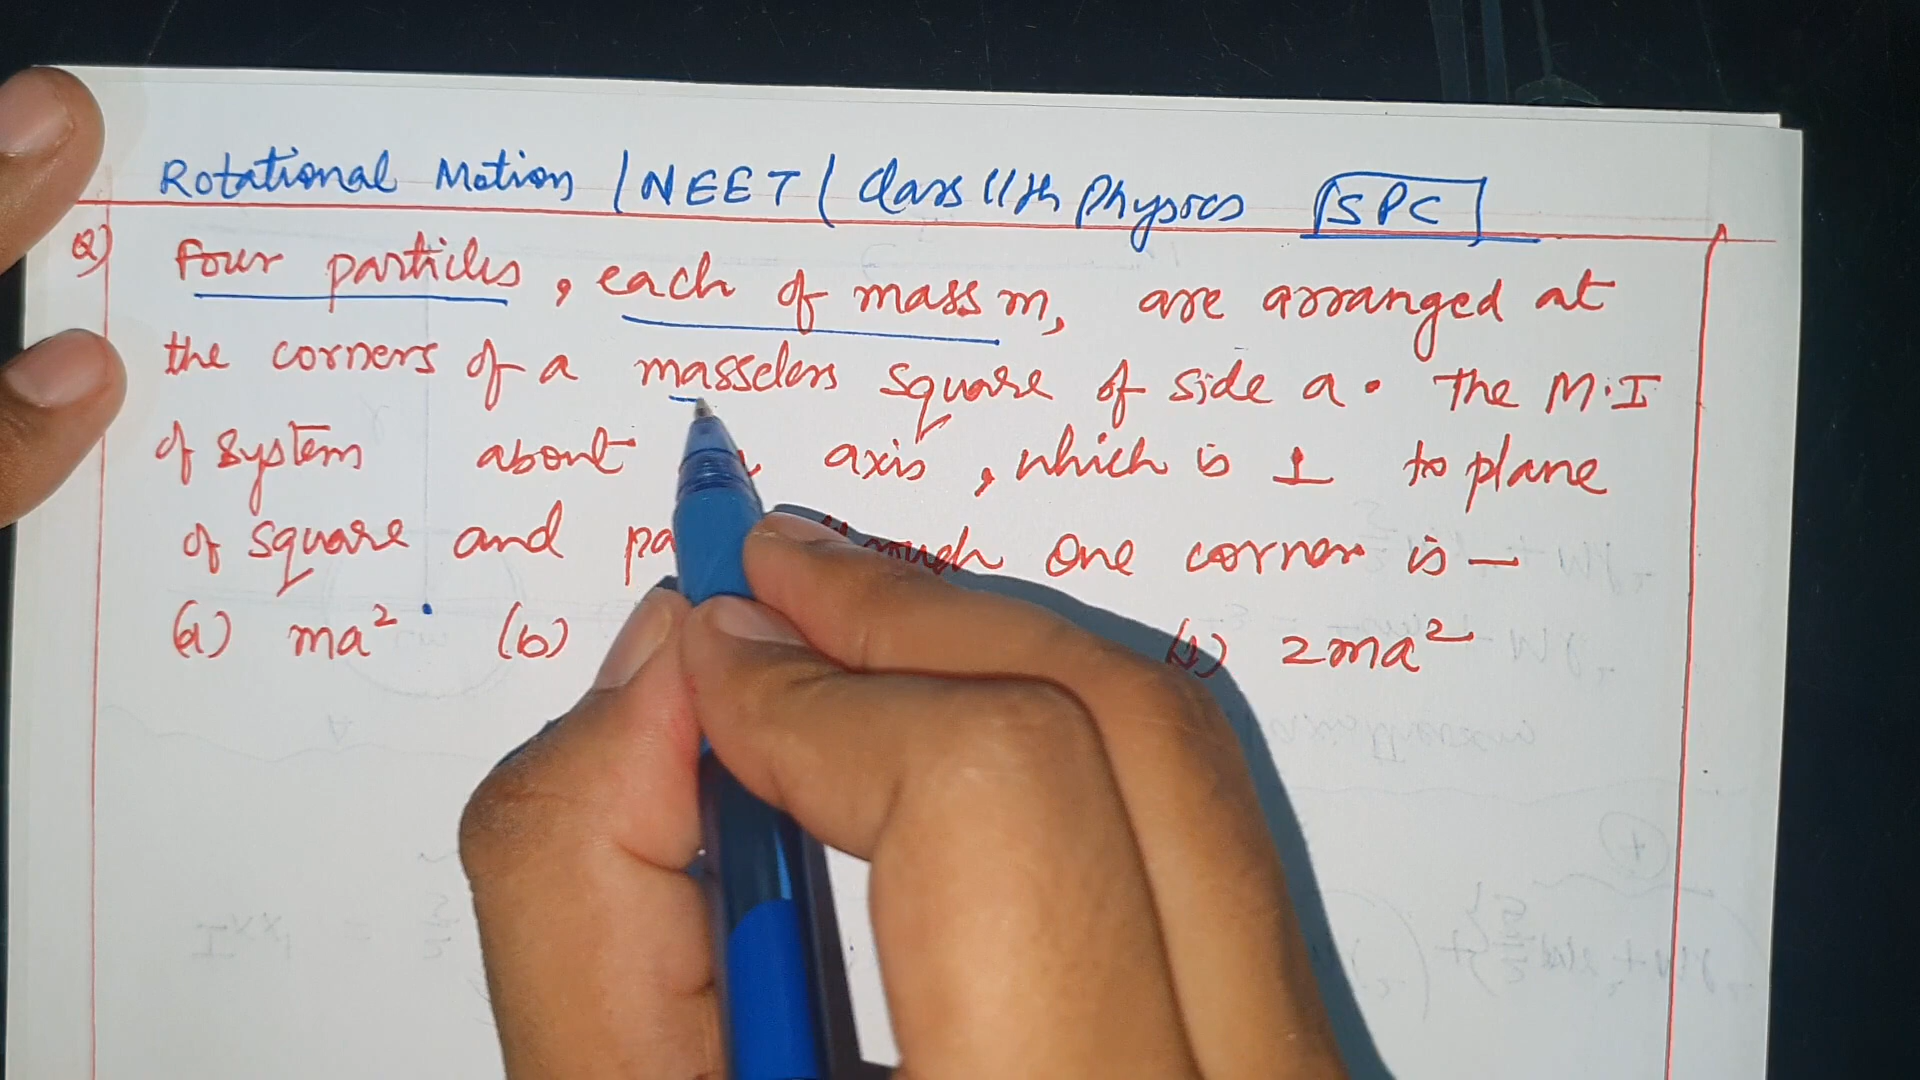 Rotational Motion / NEET / Class 11th Physics SPC
Q) Four particles, each of mass m, are arranged at
the corners of a massless square of side a. The M.I
of system about axis, which is ⊥ to plane
of square and one corner is —
(a) ma² (b) (d) 2ma²